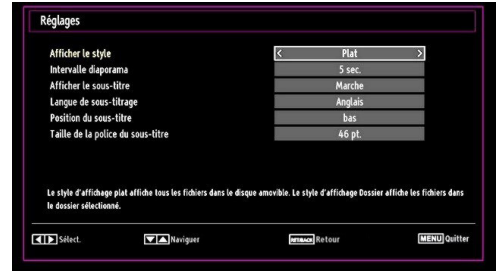 Réglages
Afficher le style < Plat >
Intervalle diaporama 5 sec.
Afficher le sous-titre Marche
Langue de sous-titrage Anglais
Position du sous-titre bas
Taille de la police du sous-titre 46 pt.
Le style d'affichage plat affiche tous les fichiers dans le disque amovible. Le style d'affichage Dossier affiche les fichiers dans
le dossier sélectionné.
Sélect. Naviguer Retour MENU Quitter